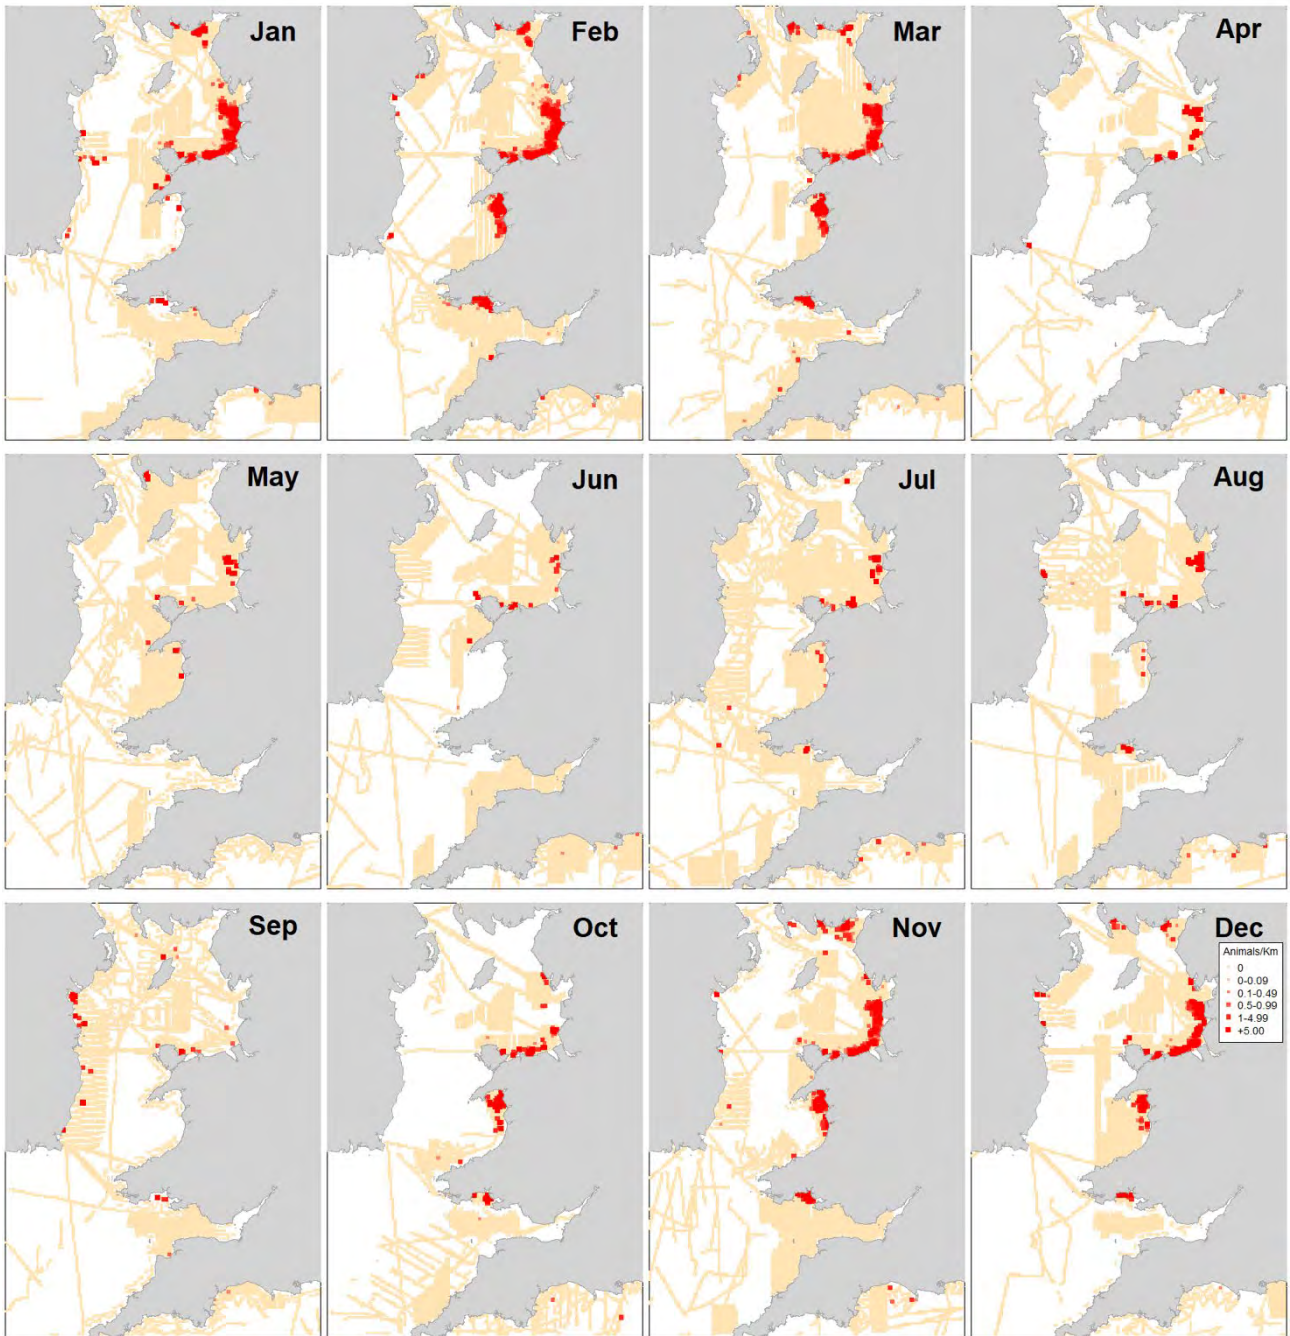 Jan
Feb
Mar
Apr
May
Jun
Jul
Aug
Sep
Oct
Nov
Dec
Animals/Km
0
0-0.09
0.1-0.49
0.5-0.99
1-4.99
+5.00